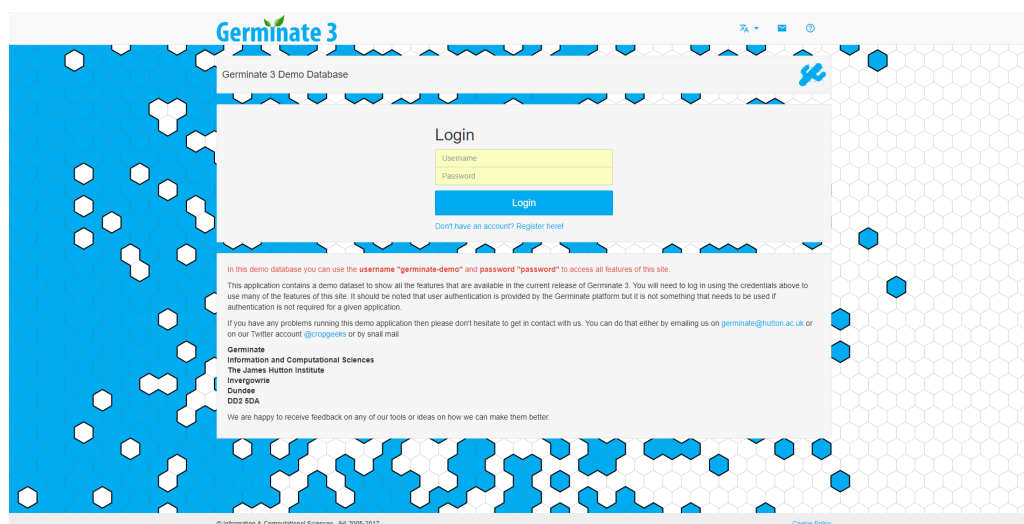 Germinate 3
Germinate 3 Demo Database
Login
Username
Password
Login
Don't have an account? Register here!
In this demo database you can use the username "germinate-demo" and password "password" to access all features of this site.
This application contains a demo dataset to show all the features that are available in the current release of Germinate 3. You will need to log in using the credentials above to
use many of the features of this site. It should be noted that user authentication is provided by the Germinate platform but it is not something that needs to be used if
authentication is not required for a given application.
If you have any problems running this demo application then please don't hesitate to get in contact with us. You can do that either by emailing us on germinate@hutton.ac.uk or
on our Twitter account @cropgeeks or by snail mail
Germinate
Information and Computational Sciences
The James Hutton Institute
Invergowrie
Dundee
DD2 5DA
We are happy to receive feedback on any of our tools or ideas on how we can make them better.
© Information & Computational Sciences, JHI 2005-2017
Cookie Policy